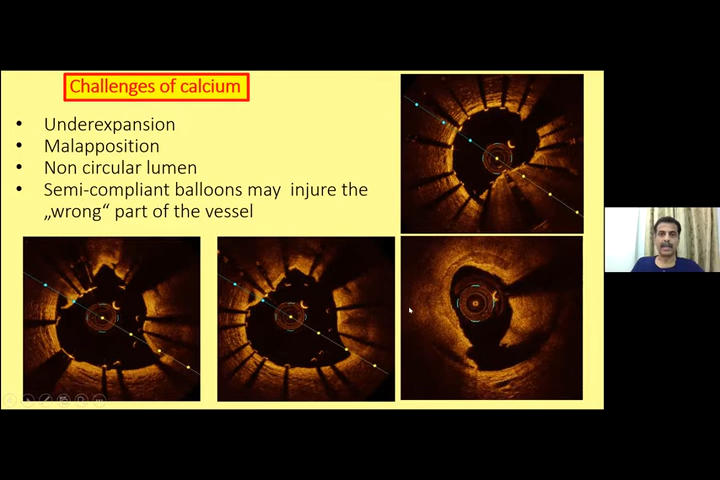 Challenges of calcium
• Underexpansion
• Malapposition
• Non circular lumen
• Semi-compliant balloons may injure the
„wrong“ part of the vessel